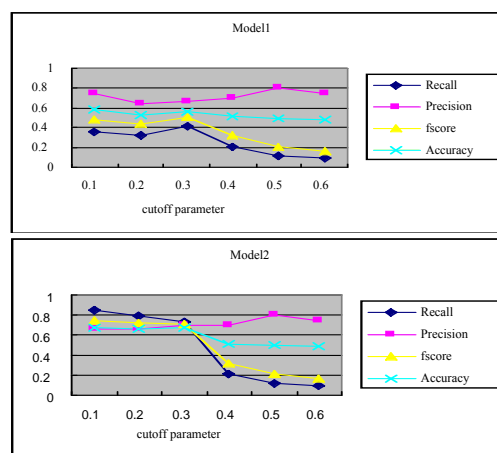 Model1
1
0.8
0.6
0.4
0.2
0
0.1 0.2 0.3 0.4 0.5 0.6
cutoff parameter
Recall
Precision
fscore
Accuracy
Model2
1
0.8
0.6
0.4
0.2
0
0.1 0.2 0.3 0.4 0.5 0.6
cutoff parameter
Recall
Precision
fscore
Accuracy